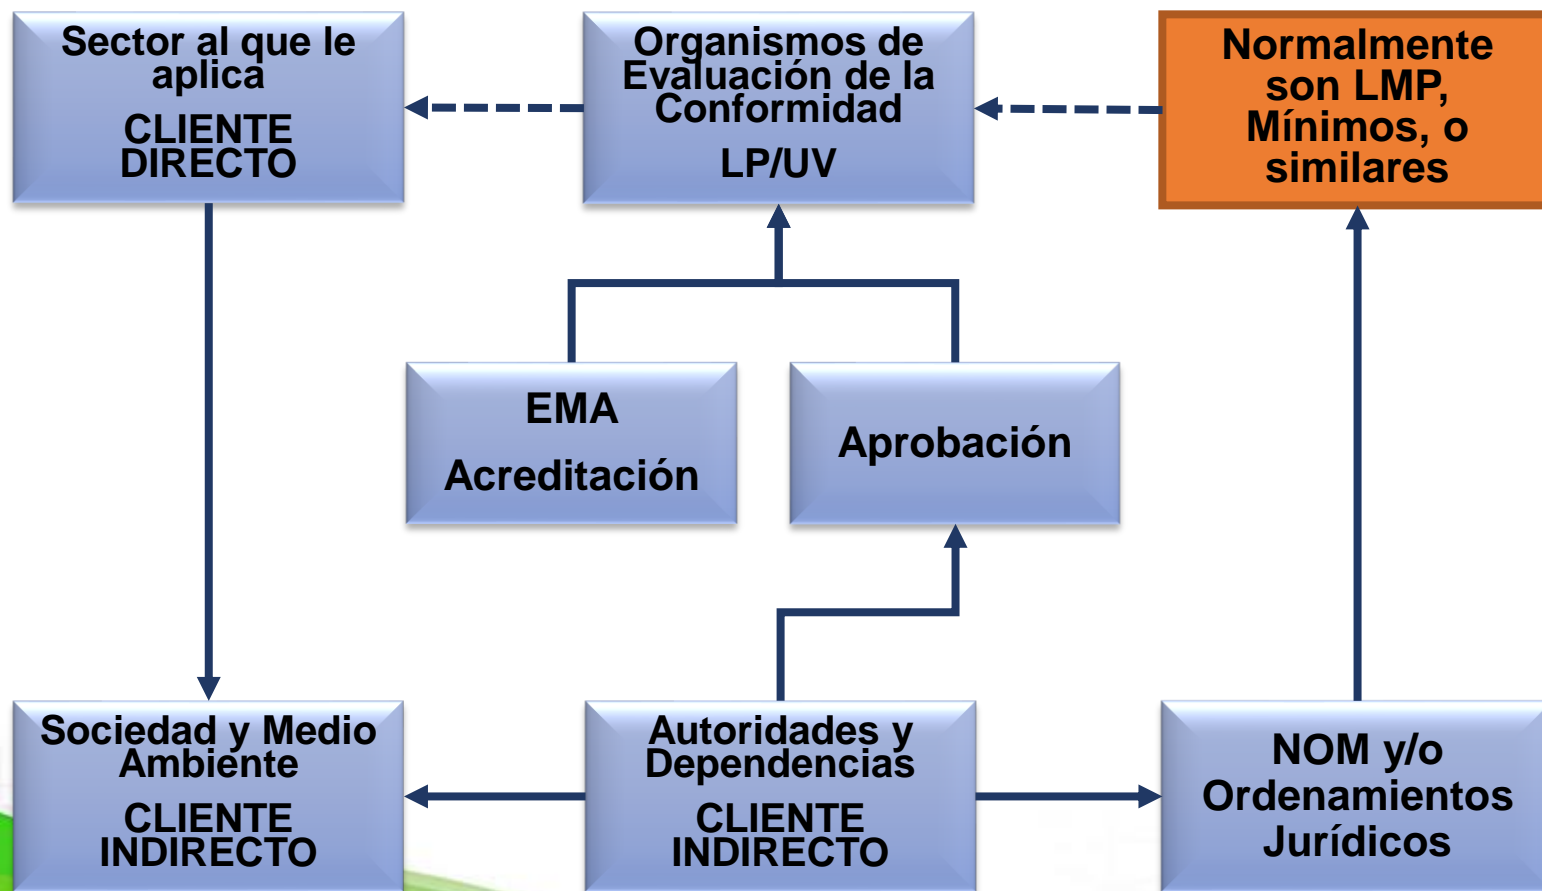 Sector al que le
aplica
CLIENTE
DIRECTO
Organismos de
Evaluación de la
Conformidad
LP/UV
Normalmente
son LMP,
Mínimos, o
similares
EMA
Acreditación
Aprobación
Sociedad y Medio
Ambiente
CLIENTE
INDIRECTO
Autoridades y
Dependencias
CLIENTE
INDIRECTO
NOM y/o
Ordenamientos
Jurídicos